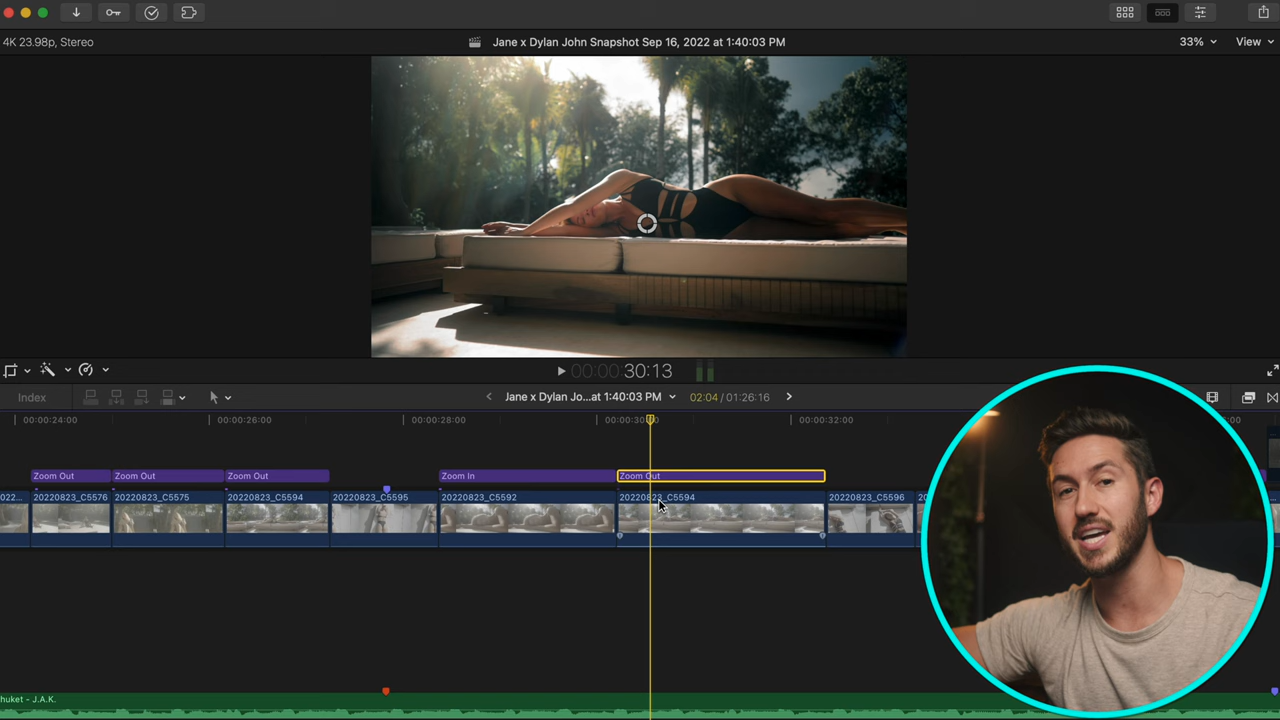 4K 23.98p, Stereo
Jane x Dylan John Snapshot Sep 16, 2022 at 1:40:03 PM
33%
View
00:00:30:13
Index
Jane x Dylan Jo...at 1:40:03 PM
02:04 / 01:26:16
00:00:24:00
00:00:26:00
00:00:28:00
00:00:30:00
00:00:32:00
Zoom Out
Zoom Out
Zoom Out
Zoom In
Zoom Out
022...
20220823_C5576
20220823_C5575
20220823_C5594
20220823_C5595
20220823_C5592
20220823_C5594
20220823_C5596
huket - J.A.K.